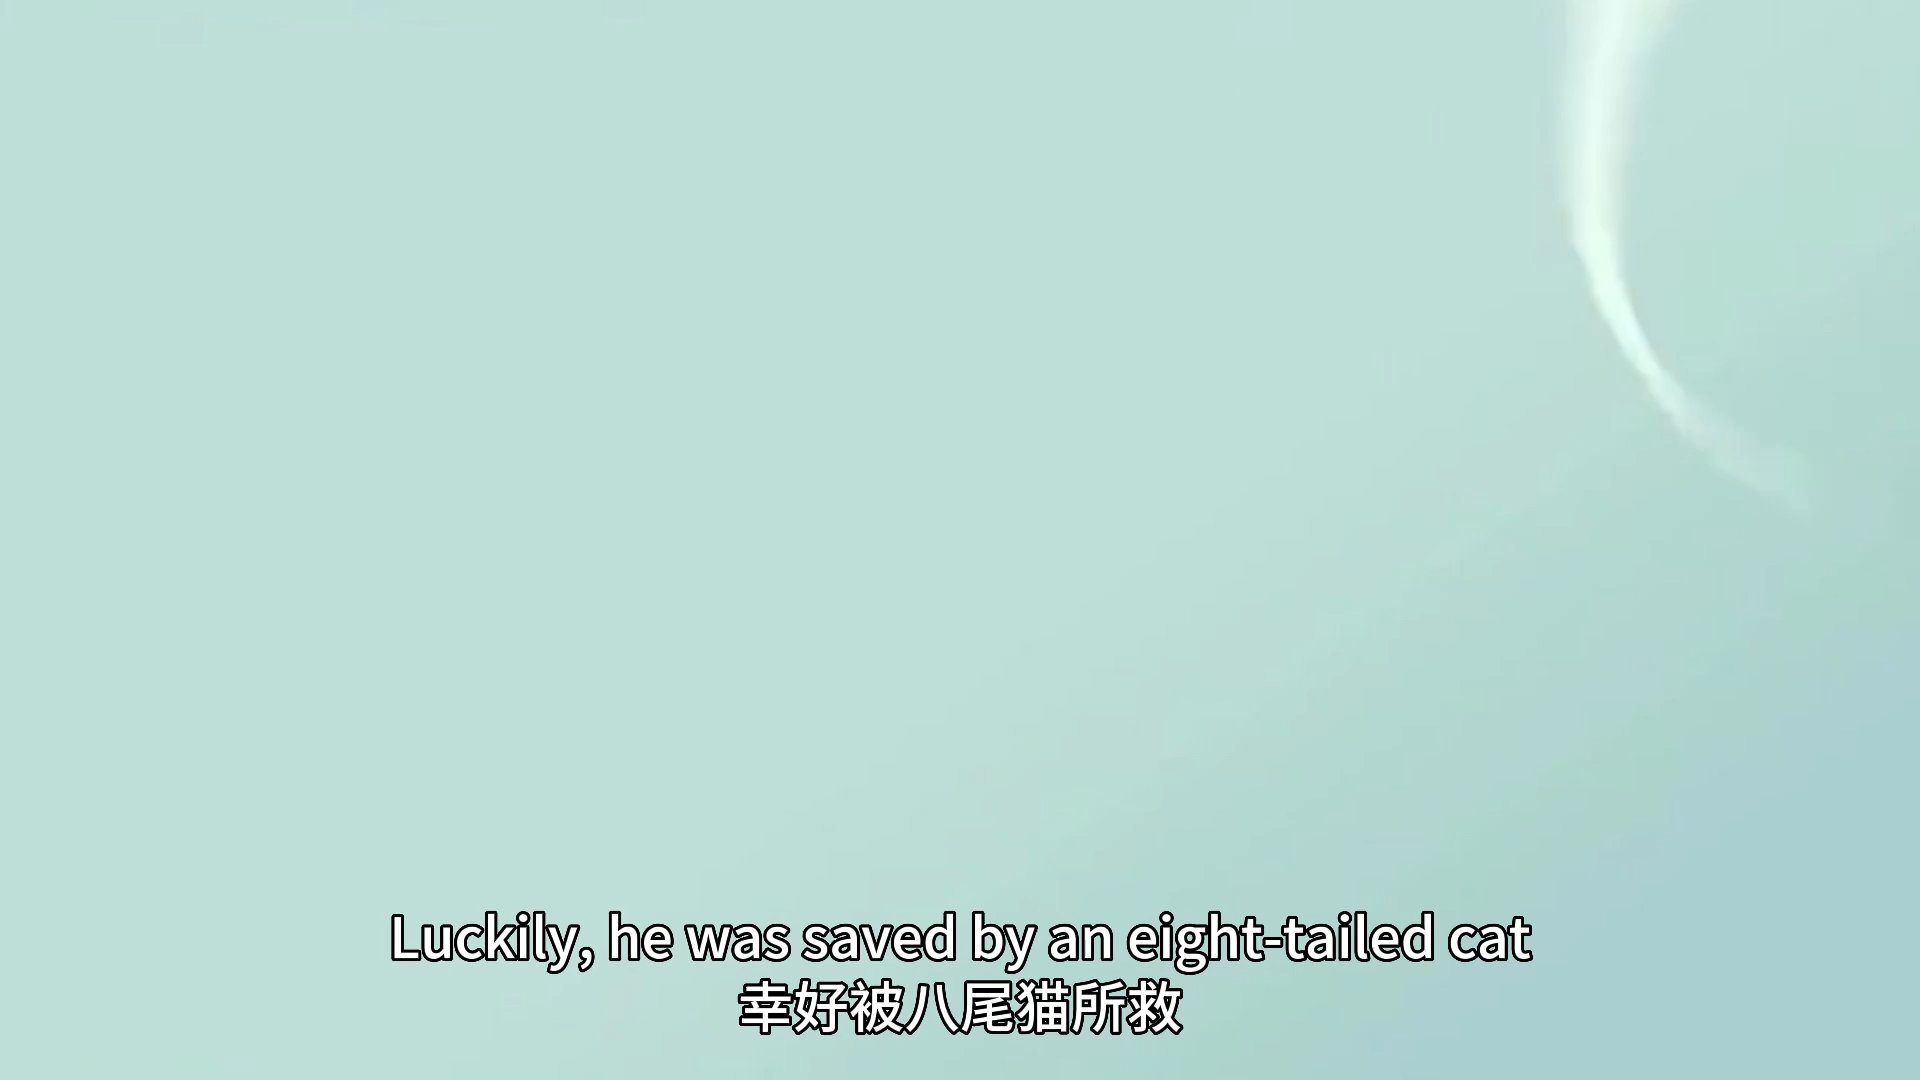 Luckily, he was saved by an eight-tailed cat
幸好被八尾猫所救